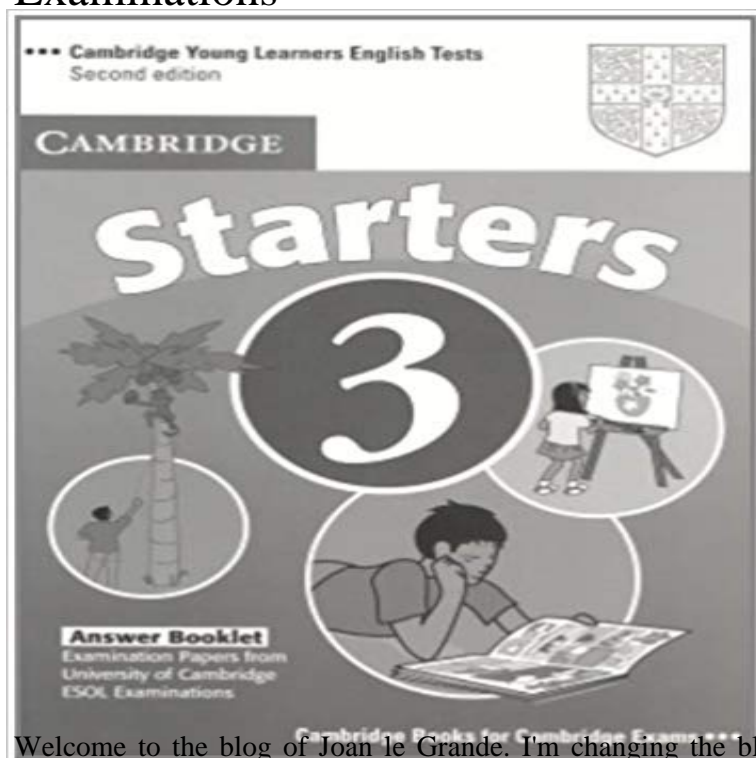 Examinations
••• Cambridge Young Learners English Tests
Second edition
CAMBRIDGE
Starters
3
Answer Booklet
Examination Papers from
University of Cambridge
ESOL Examinations
Cambridge Books for Cambridge Exams •••
Welcome to the blog of Joan le Grande. I'm changing the bl